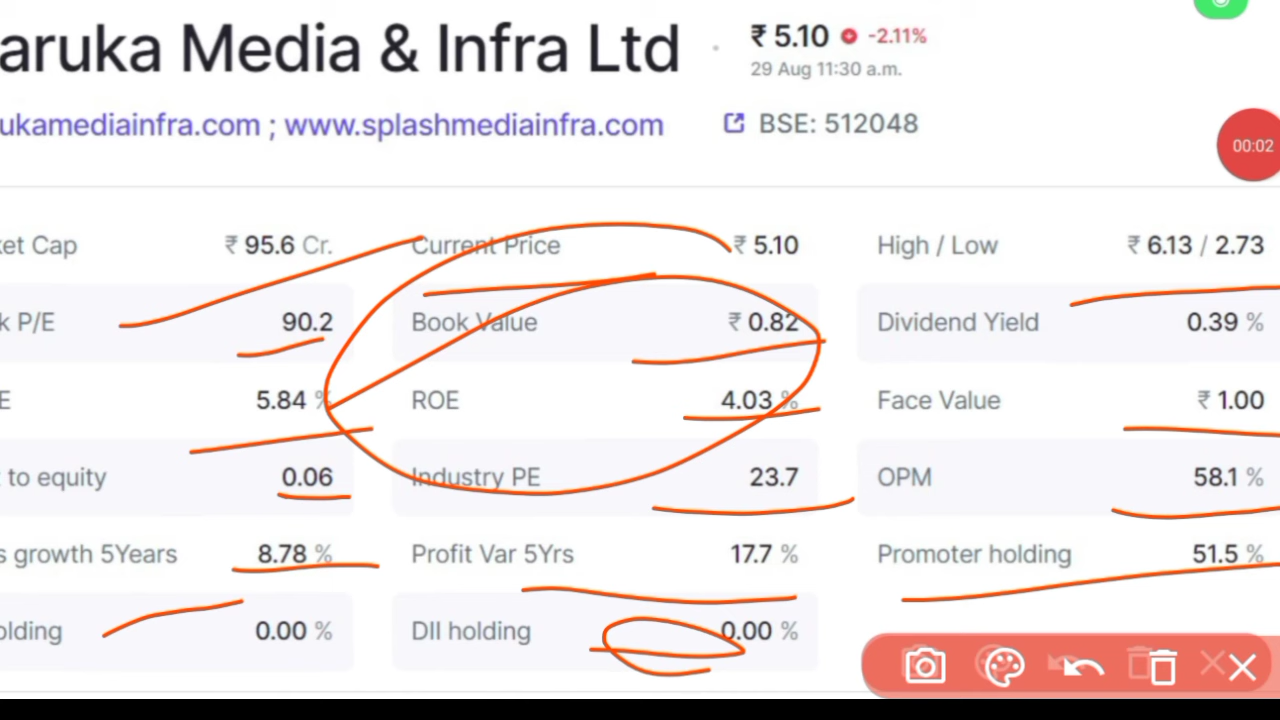 aruka Media & Infra Ltd
₹ 5.10 -2.11%
29 Aug 11:30 a.m.
ukamediainfra.com ; www.splashmediainfra.com
BSE: 512048
00:02
et Cap ₹ 95.6 Cr. Current Price ₹ 5.10 High / Low ₹ 6.13 / 2.73
k P/E 90.2 Book Value ₹ 0.82 Dividend Yield 0.39 %
E 5.84 % ROE 4.03 % Face Value ₹ 1.00
to equity 0.06 Industry PE 23.7 OPM 58.1 %
s growth 5Years 8.78 % Profit Var 5Yrs 17.7 % Promoter holding 51.5 %
olding 0.00 % DII holding 0.00 %